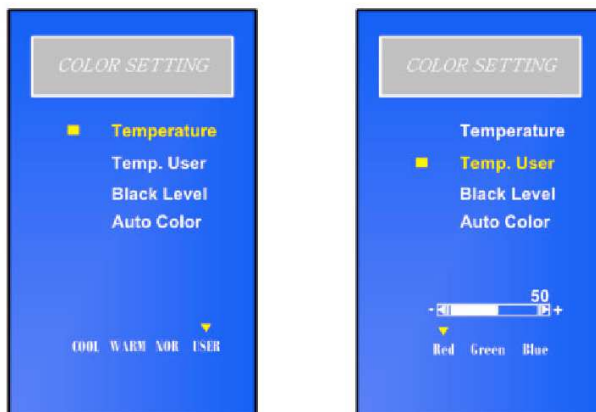 COLOR SETTING
Temperature
Temp. User
Black Level
Auto Color
COOL WARM NOR USER
COLOR SETTING
Temperature
Temp. User
Black Level
Auto Color
50
- +
Red Green Blue